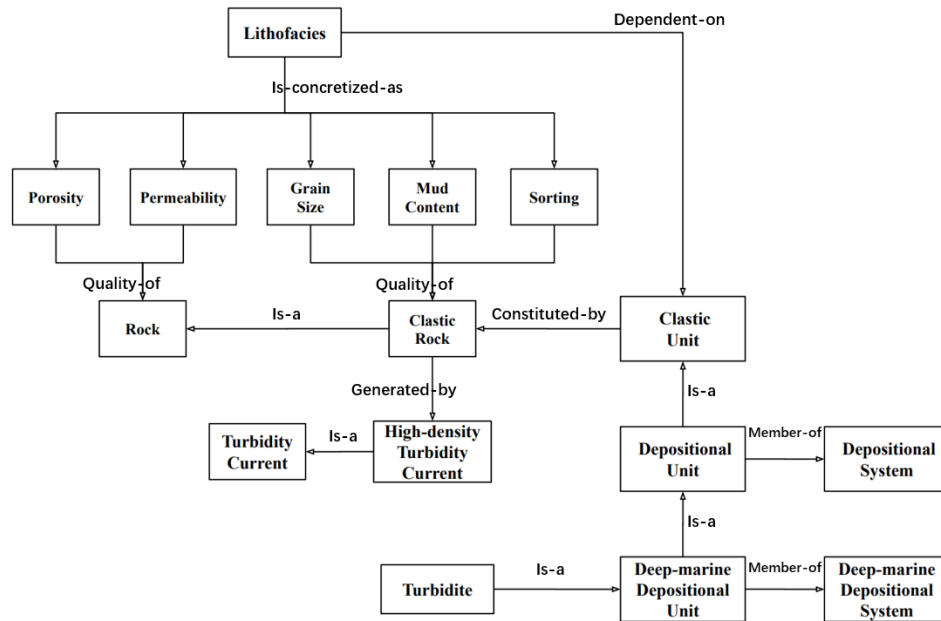 Dependent-on
Lithofacies
Is-concretized-as
Porosity
Permeability
Grain
Size
Mud
Content
Sorting
Quality-of
Quality-of
Rock
Is-a
Clastic
Rock
Constituted-by
Clastic
Unit
Generated-by
Is-a
Turbidity
Current
Is-a
High-density
Turbidity
Current
Depositional
Unit
Member-of
Depositional
System
Is-a
Turbidite
Is-a
Deep-marine
Depositional
Unit
Member-of
Deep-marine
Depositional
System